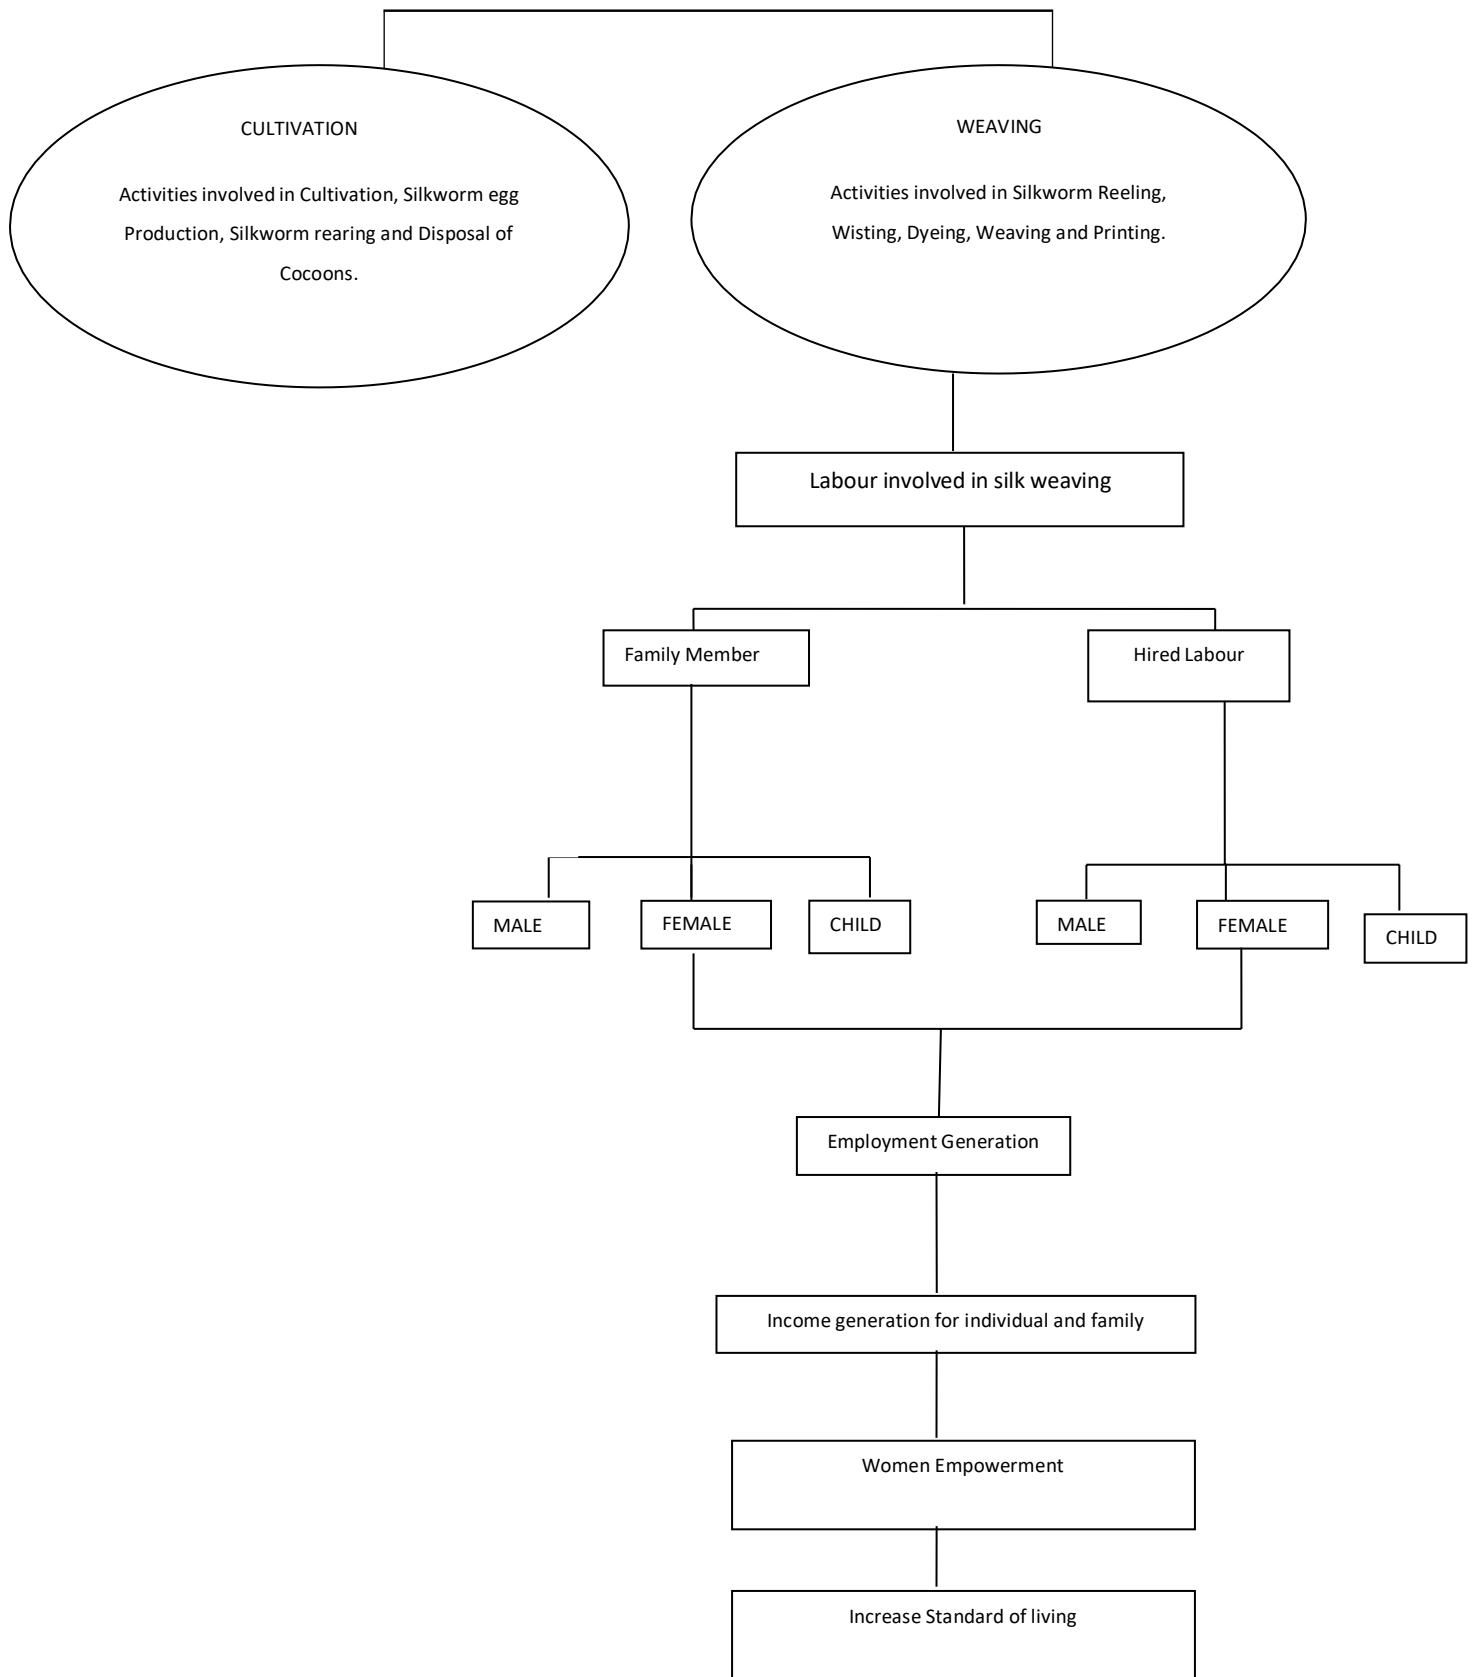 CULTIVATION
Activities involved in Cultivation, Silkworm egg
Production, Silkworm rearing and Disposal of
Cocoons.
WEAVING
Activities involved in Silkworm Reeling,
Wisting, Dyeing, Weaving and Printing.
Labour involved in silk weaving
Family Member
Hired Labour
MALE
FEMALE
CHILD
MALE
FEMALE
CHILD
Employment Generation
Income generation for individual and family
Women Empowerment
Increase Standard of living